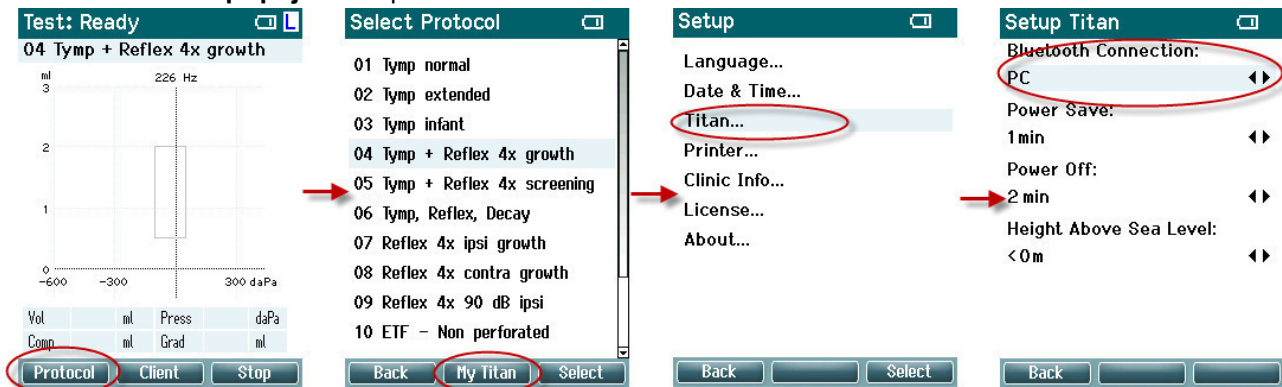 Test: Ready
L
04 Tymp + Reflex 4x growth
ml
226 Hz
3
2
1
0
-600 -300 300 daPa
Vol ml Press daPa
Comp ml Grad ml
Protocol Client Stop
Select Protocol
01 Tymp normal
02 Tymp extended
03 Tymp infant
04 Tymp + Reflex 4x growth
05 Tymp + Reflex 4x screening
06 Tymp, Reflex, Decay
07 Reflex 4x ipsi growth
08 Reflex 4x contra growth
09 Reflex 4x 90 dB ipsi
10 ETF - Non perforated
Back My Titan Select
Setup
Language...
Date & Time...
Titan...
Printer...
Clinic Info...
License...
About...
Back Select
Setup Titan
Bluetooth Connection:
PC
Power Save:
1 min
Power Off:
2 min
Height Above Sea Level:
<0m
Back